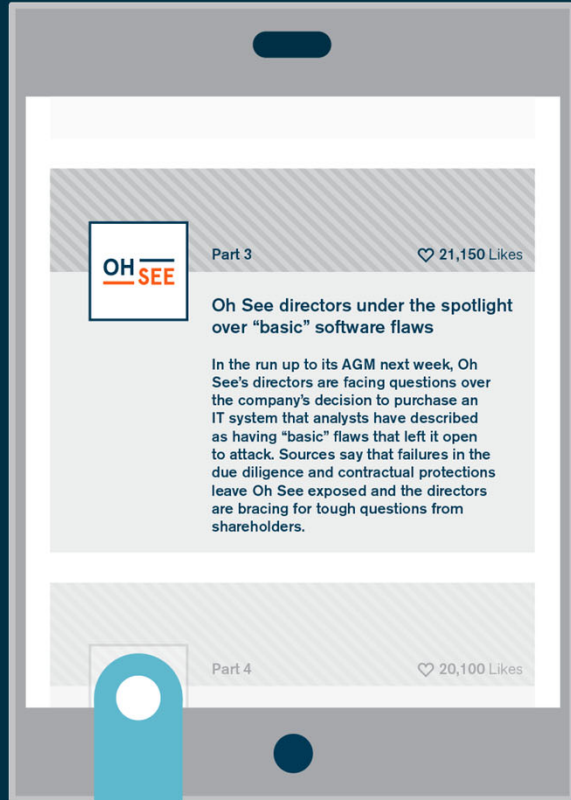 OH
SEE
Part 3
21,150 Likes
Oh See directors under the spotlight
over “basic” software flaws
In the run up to its AGM next week, Oh
See’s directors are facing questions over
the company’s decision to purchase an
IT system that analysts have described
as having “basic” flaws that left it open
to attack. Sources say that failures in the
due diligence and contractual protections
leave Oh See exposed and the directors
are bracing for tough questions from
shareholders.
Part 4
20,100 Likes